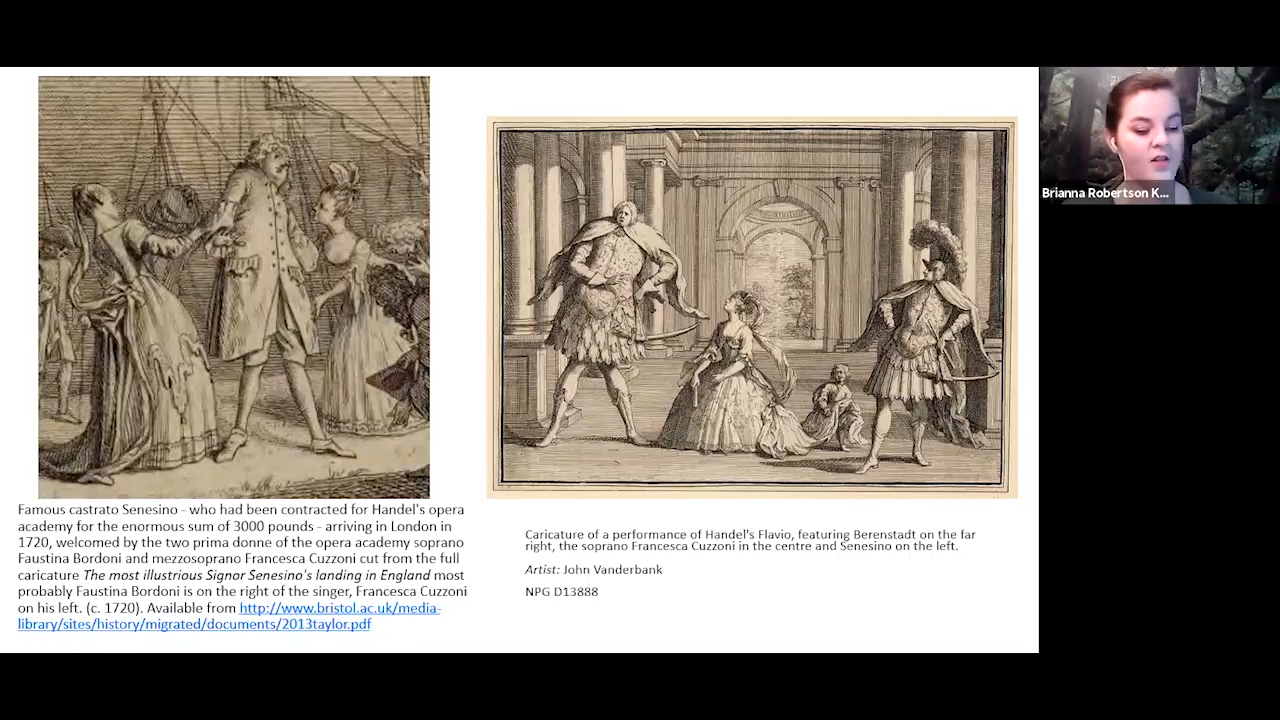 Brianna Robertson K...
Famous castrato Senesino - who had been contracted for Handel's opera
academy for the enormous sum of 3000 pounds - arriving in London in
1720, welcomed by the two prima donne of the opera academy soprano
Faustina Bordoni and mezzosoprano Francesca Cuzzoni cut from the full
caricature The most illustrious Signor Senesino's landing in England most
probably Faustina Bordoni is on the right of the singer, Francesca Cuzzoni
on his left. (c. 1720). Available from http://www.bristol.ac.uk/media-
library/sites/history/migrated/documents/2013taylor.pdf
Caricature of a performance of Handel's Flavio, featuring Berenstadt on the far
right, the soprano Francesca Cuzzoni in the centre and Senesino on the left.
Artist: John Vanderbank
NPG D13888